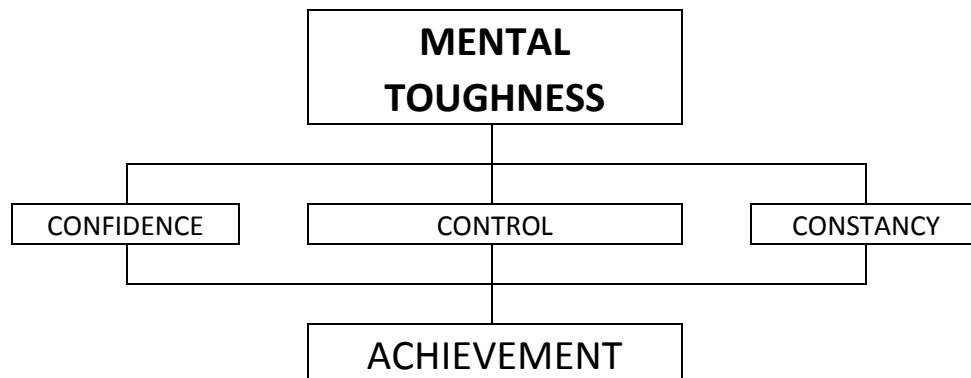 MENTAL
TOUGHNESS
CONFIDENCE
CONTROL
CONSTANCY
ACHIEVEMENT